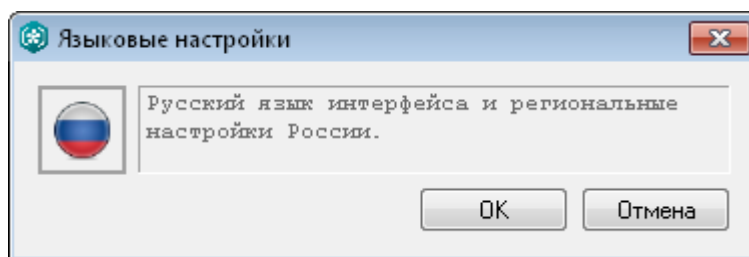 Языковые настройки
Русский язык интерфейса и региональные
настройки России.
OK
Отмена